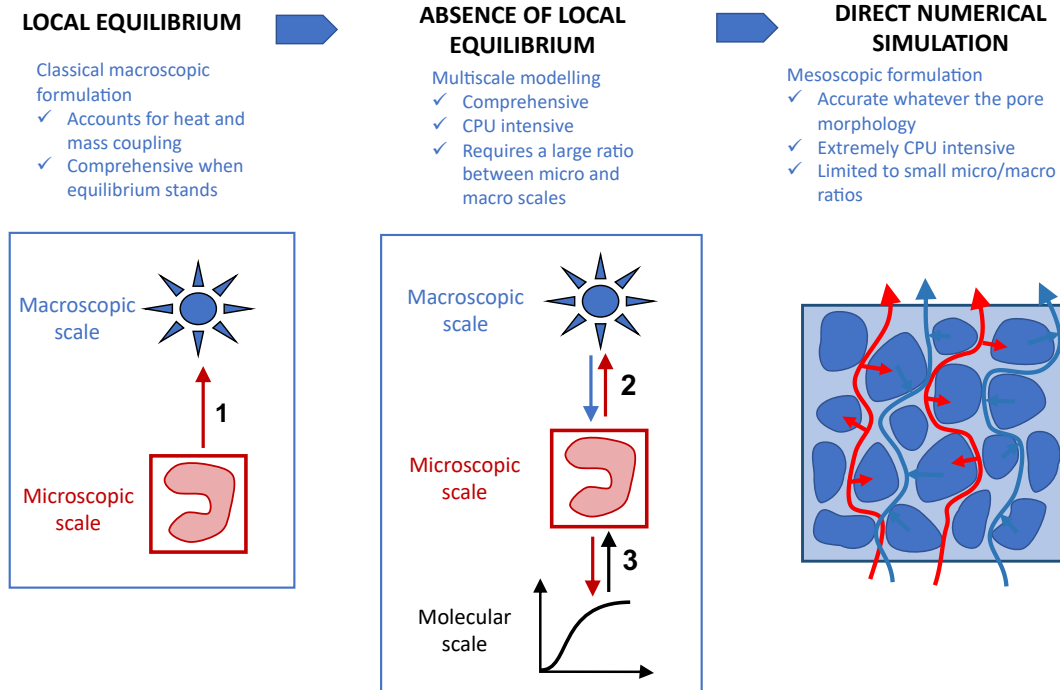 LOCAL EQUILIBRIUM
Classical macroscopic
formulation
✓ Accounts for heat and
mass coupling
✓ Comprehensive when
equilibrium stands
Macroscopic
scale
1
Microscopic
scale
ABSENCE OF LOCAL
EQUILIBRIUM
Multiscale modelling
✓ Comprehensive
✓ CPU intensive
✓ Requires a large ratio
between micro and
macro scales
Macroscopic
scale
2
Microscopic
scale
3
Molecular
scale
DIRECT NUMERICAL
SIMULATION
Mesoscopic formulation
✓ Accurate whatever the pore
morphology
✓ Extremely CPU intensive
✓ Limited to small micro/macro
ratios